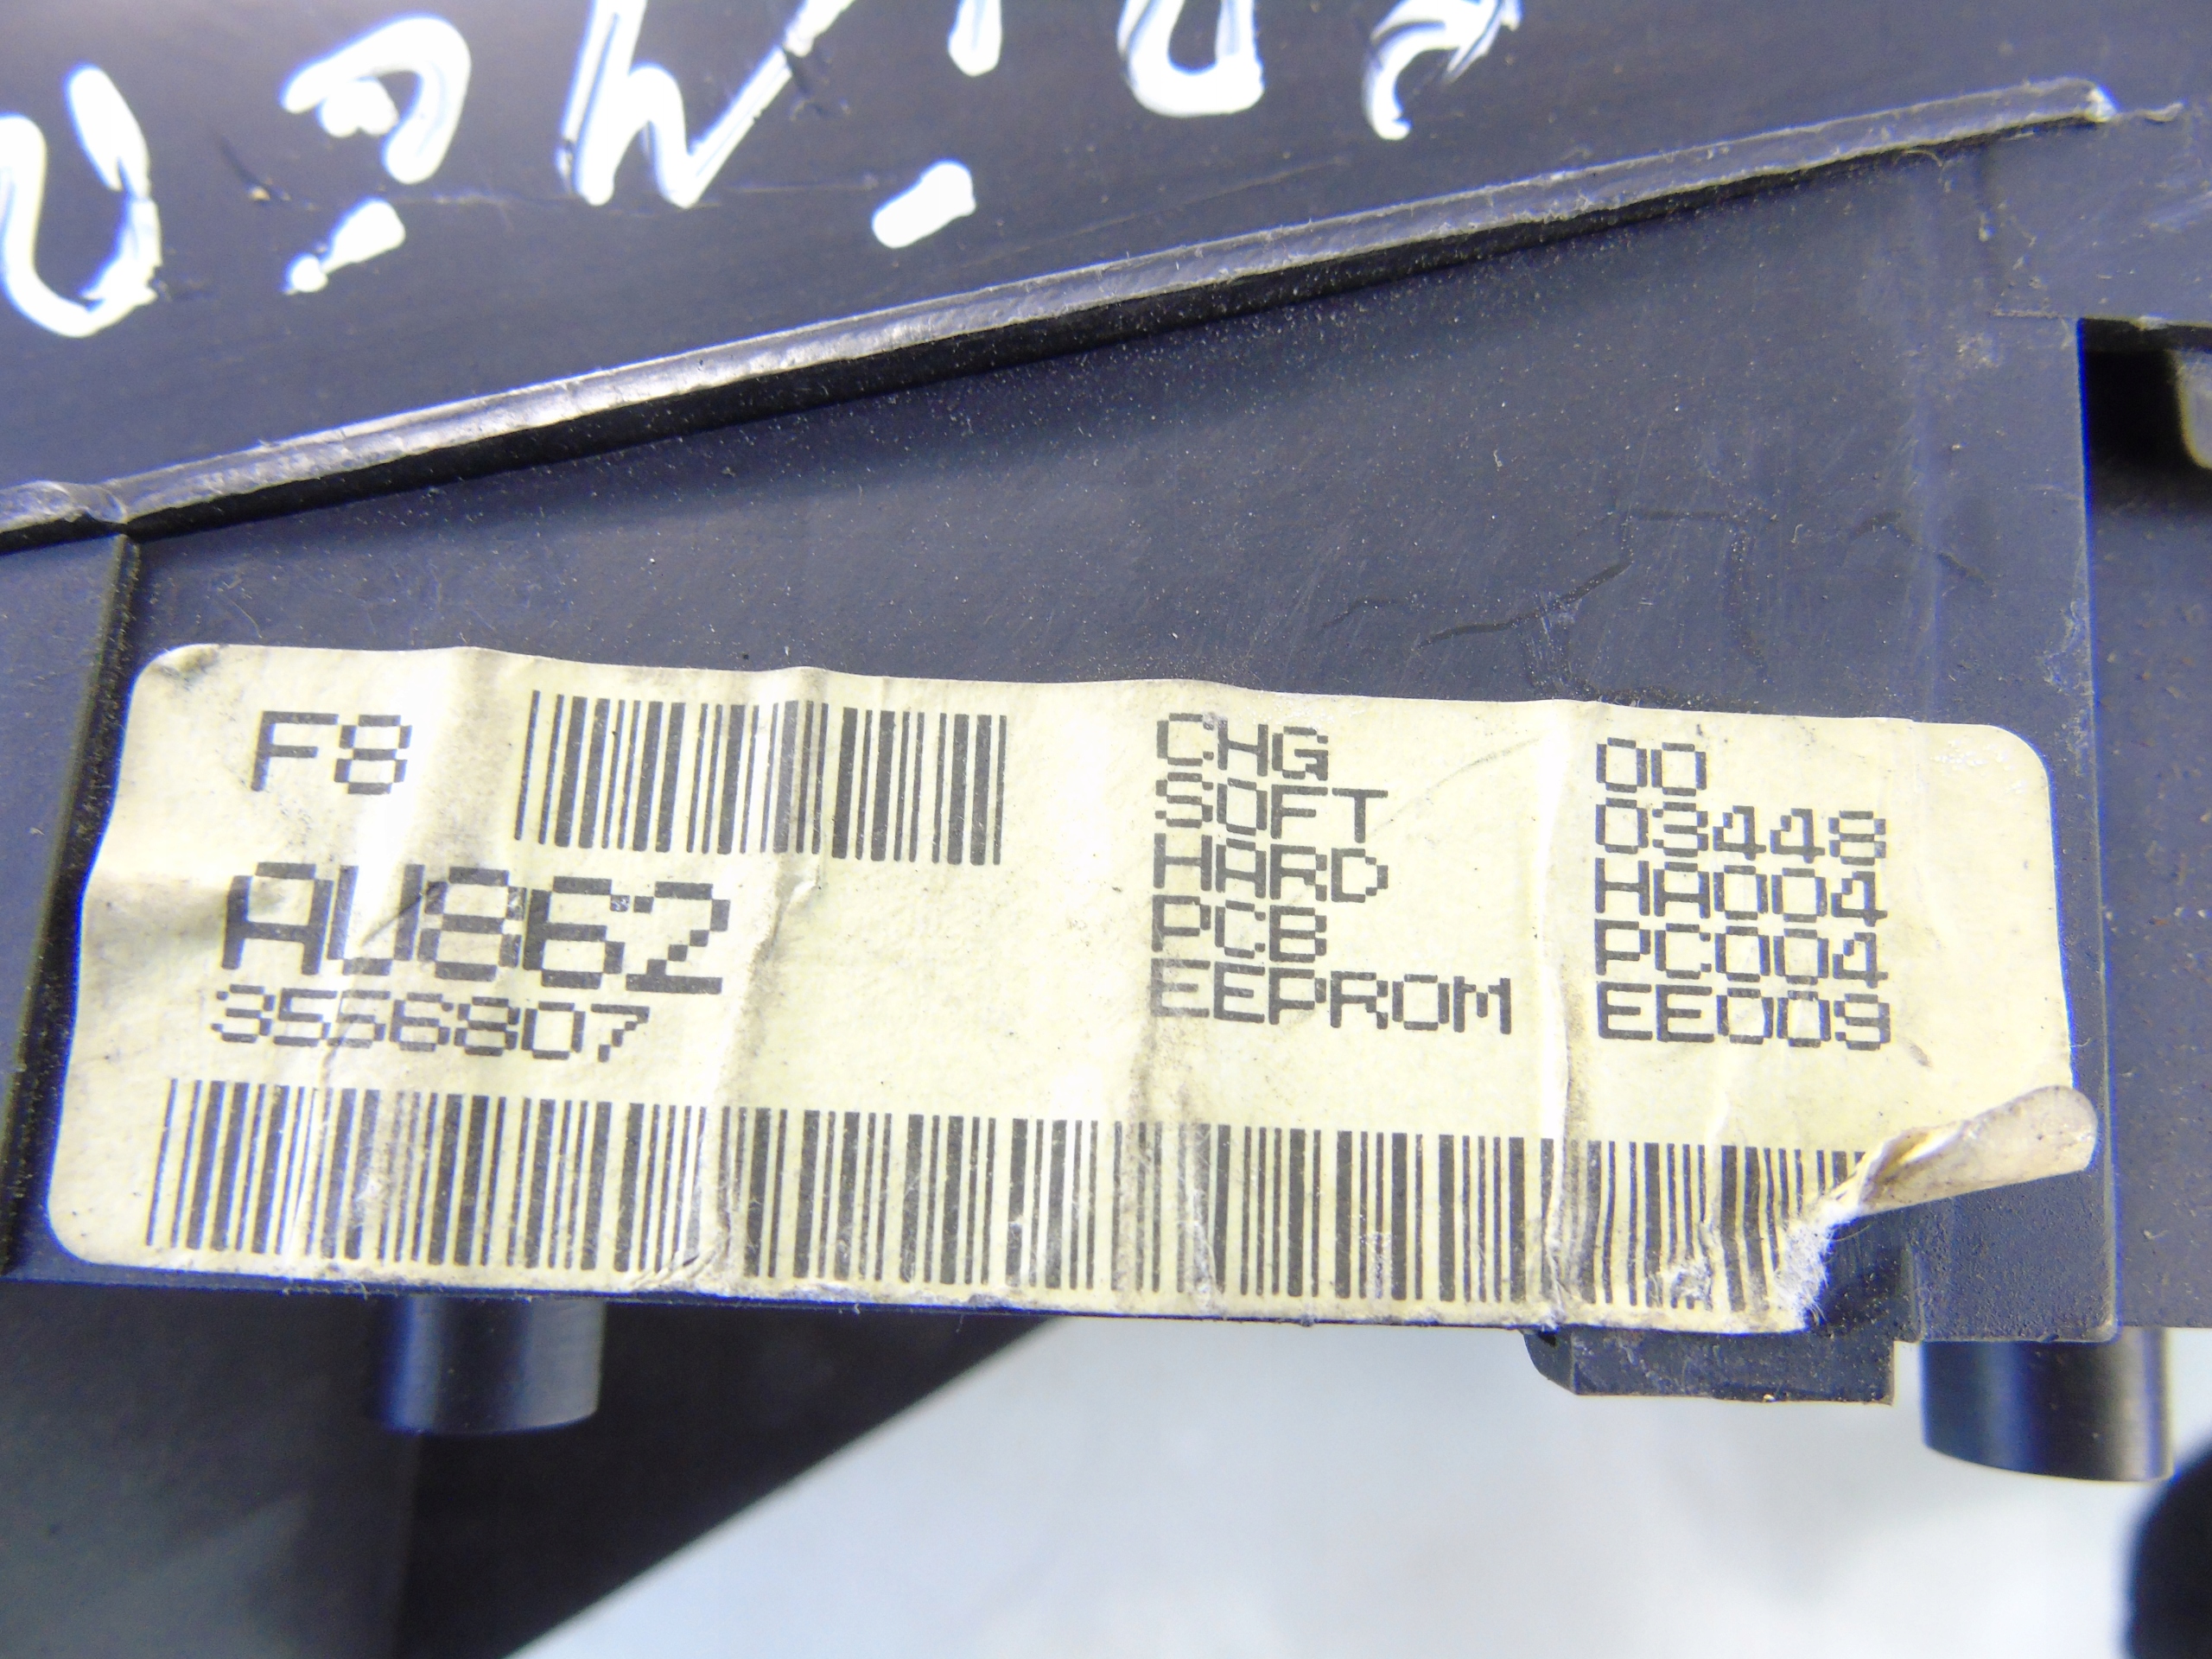 F8
AU862
3556807
CHG 00
SOFT 03448
HARD HA004
PCB PC004
EEPROM EE009